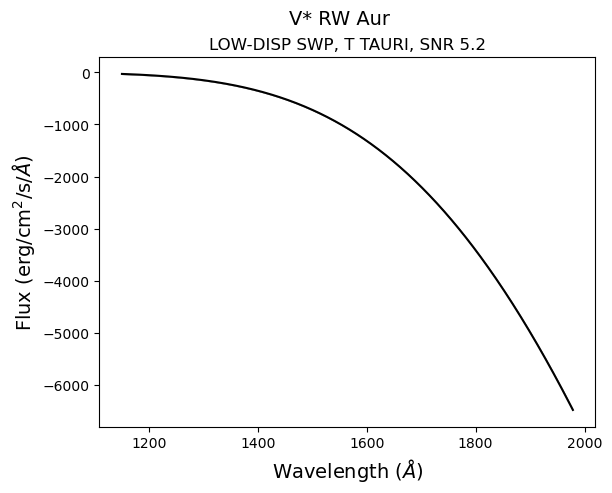 V* RW Aur
LOW-DISP SWP, T TAURI, SNR 5.2
0
−1000
−2000
−3000
−4000
−5000
−6000
Flux (erg/cm²/s/Å)
1200 1400 1600 1800 2000
Wavelength (Å)